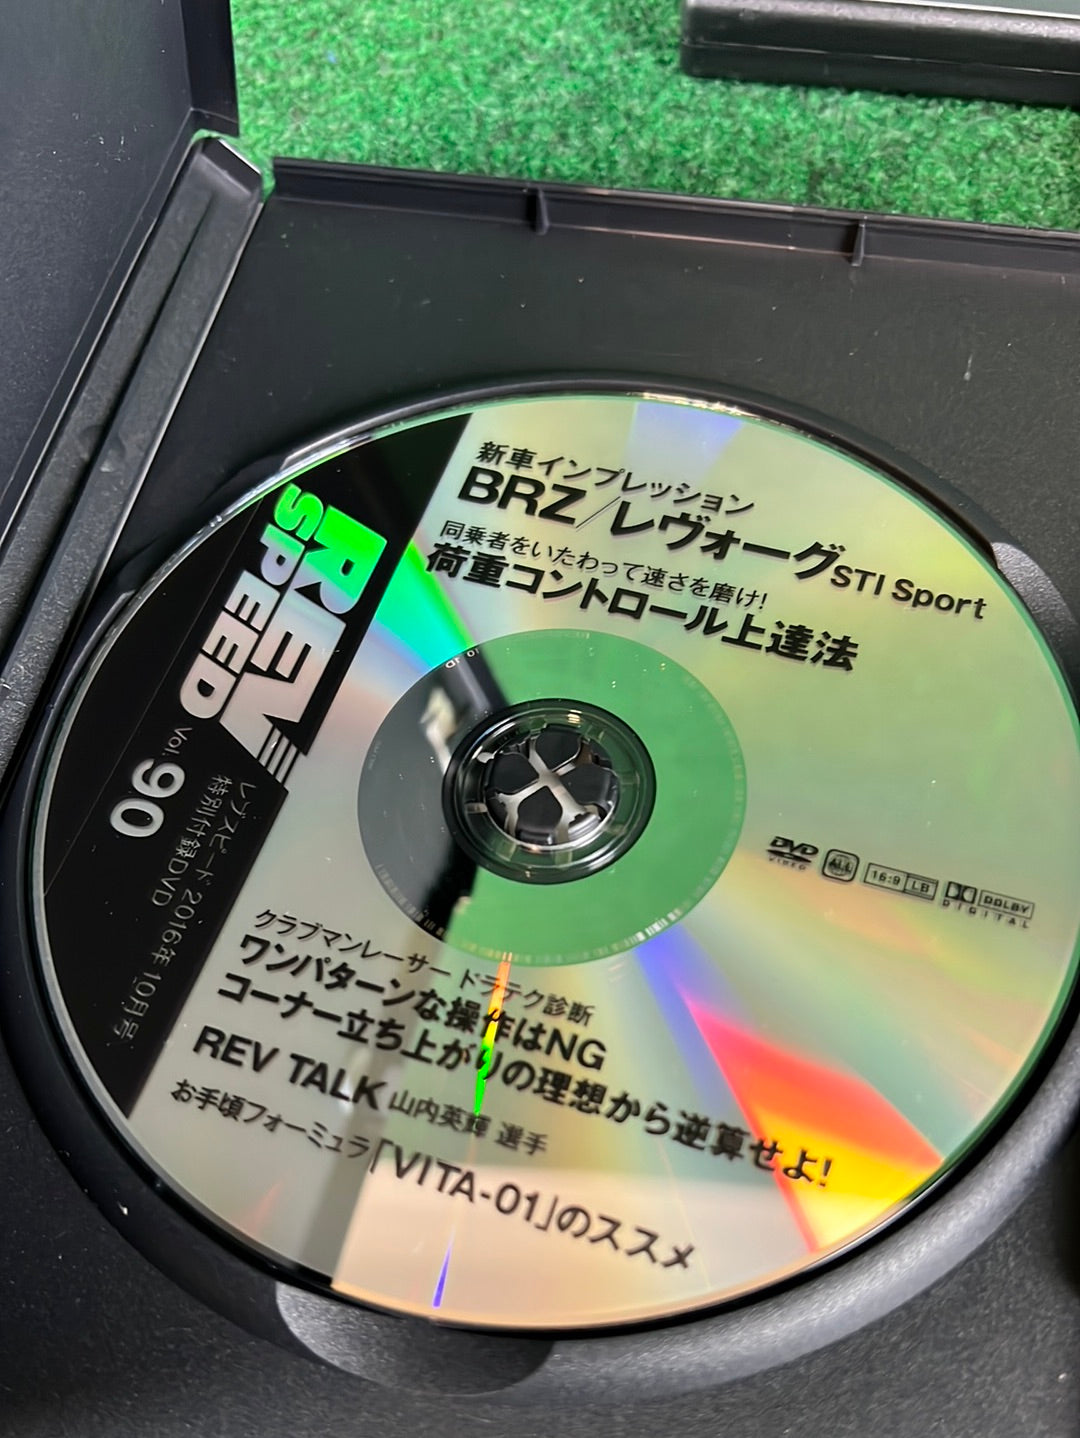 新車インプレッション
BRZ/レヴォーグSTI Sport
同乗者をいたわって速さを磨け!
荷重コントロール上達法
REV
SPEED
Vol.90
レブスピード 2016年10月号
特別付録DVD
DVD
VIDEO
ALL
16:9 LB
DOLBY
DIGITAL
クラブマンレーサー ドラテク診断
ワンパターンな操作はNG
コーナー立ち上がりの理想から逆算せよ!
REV TALK 山内英輝 選手
お手頃フォーミュラ「VITA-01」のススメ